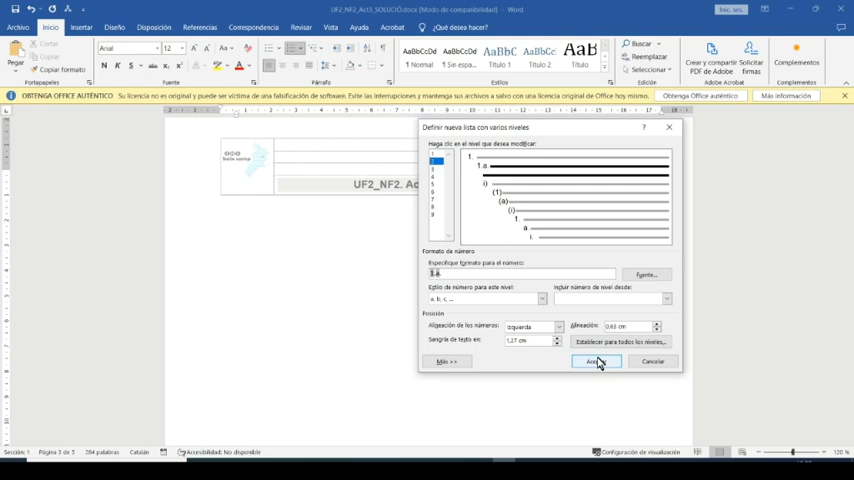 UF2_NF2_Act3_SOLUCIÓ.docx [Modo de compatibilidad] - Word
Inic. ses.
Archivo Inicio Insertar Diseño Disposición Referencias Correspondencia Revisar Vista Ayuda Acrobat ¿Qué desea hacer?
Pegar
Cortar
Copiar
Copiar formato
Portapapeles
Arial 12
N K S
Fuente
Párrafo
AaBbCcDd AaBbCcDd AaBbC AaBbCc AaB
¶ Normal ¶ Sin espa... Título 1 Título 2 Título
Estilos
Buscar
Reemplazar
Seleccionar
Edición
Crear y compartir PDF de Adobe
Solicitar firmas
Adobe Acrobat
Complementos
Complementos
OBTENGA OFFICE AUTÉNTICO Su licencia no es original y puede ser víctima de una falsificación de software. Evite las interrupciones y mantenga sus archivos a salvo con una licencia original de Office hoy mismo. Obtenga Office auténtico Más información
UF2_NF2. Ac
Definir nueva lista con varios niveles
Haga clic en el nivel que desea modificar:
1
2
3
4
5
6
7
8
9
1.
1.a.
i)
(1)
(a)
(i)
1.
a.
i.
Formato de número
Especifique formato para el número:
1.a.
Fuente...
Estilo de número para este nivel:
Incluir número de nivel desde:
a, b, c, ...
Posición
Alineación de los números: Izquierda
Alineación: 0,63 cm
Sangría de texto en: 1,27 cm
Establecer para todos los niveles...
Más >>
Cancelar
Sección: 1 Página 3 de 3 284 palabras Catalán Accesibilidad: No disponible Configuración de visualización 120 %